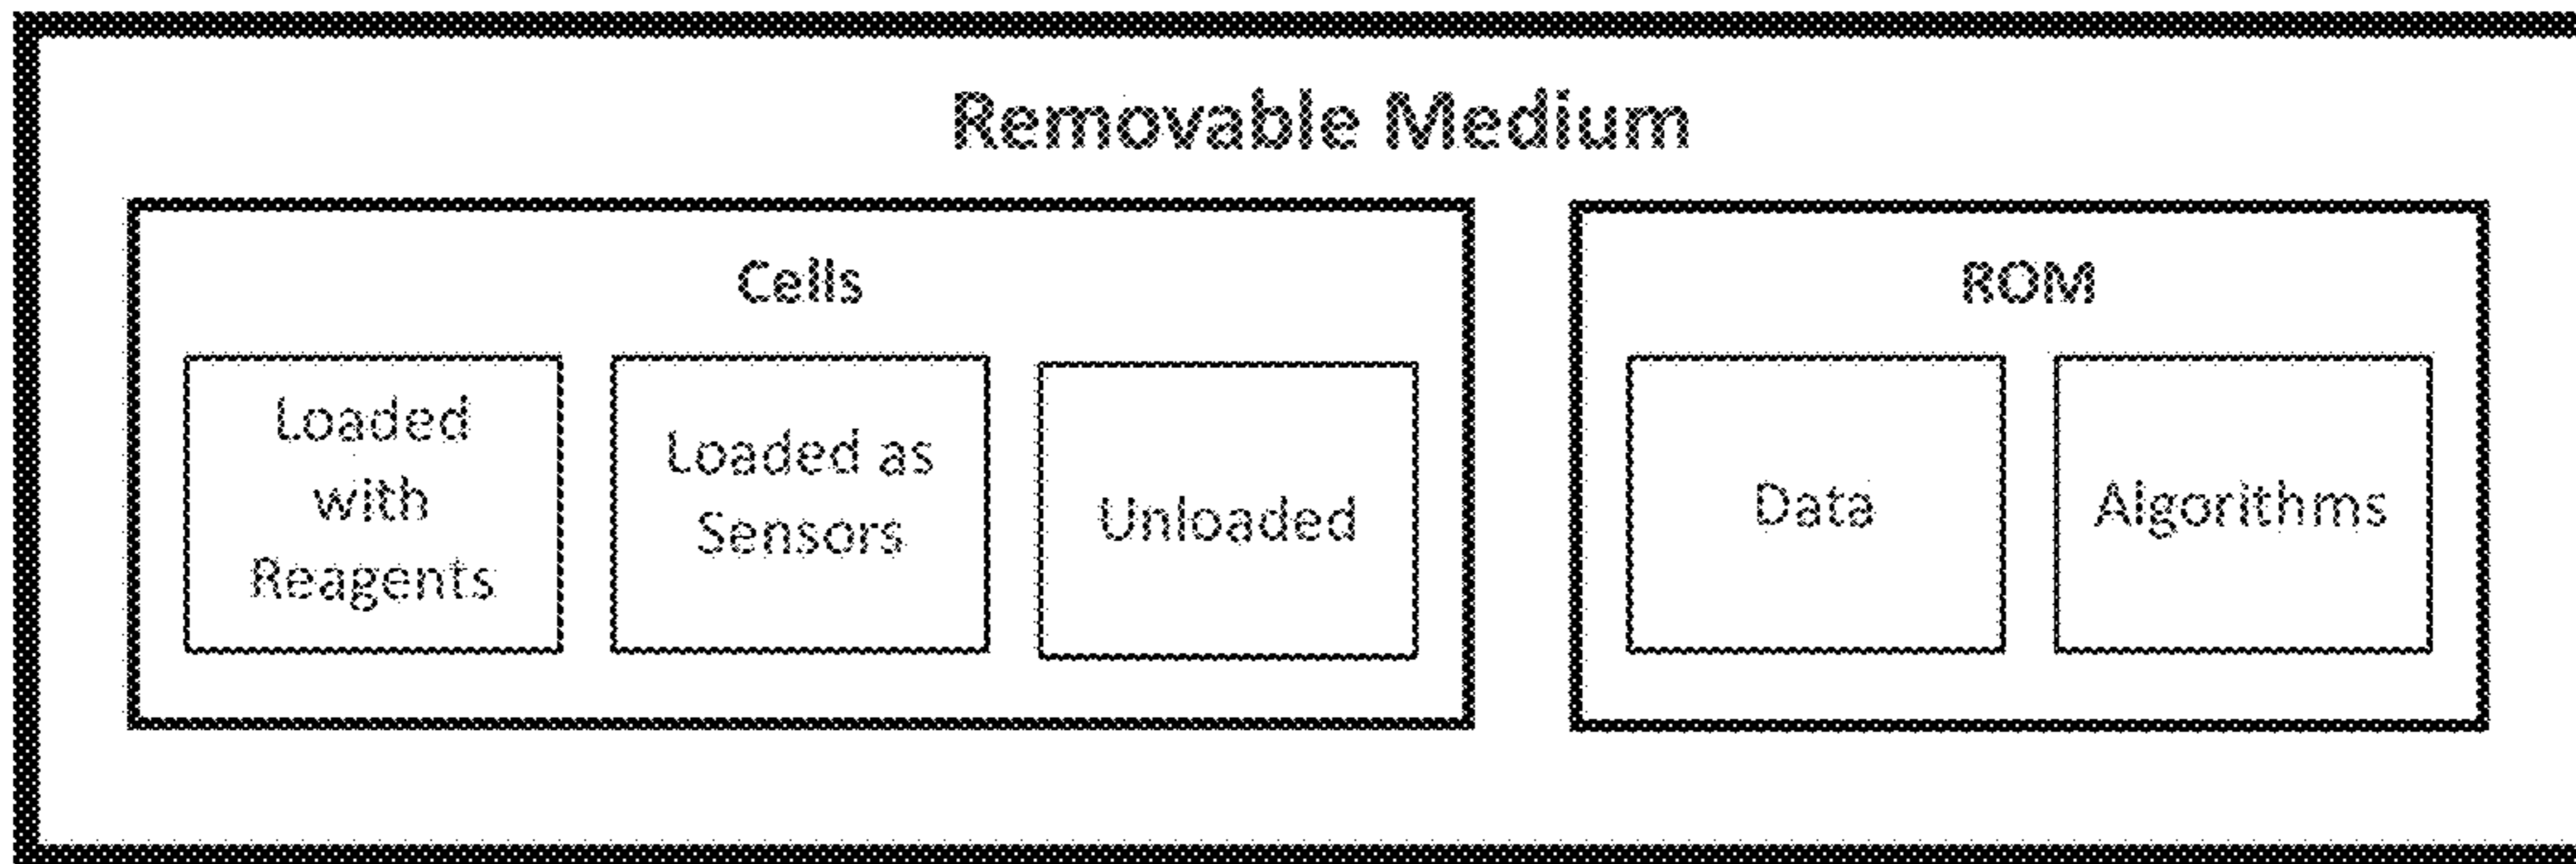 Removable Medium
Cells
Loaded
with
Reagents
Loaded as
Sensors
Unloaded
ROM
Data
Algorithms